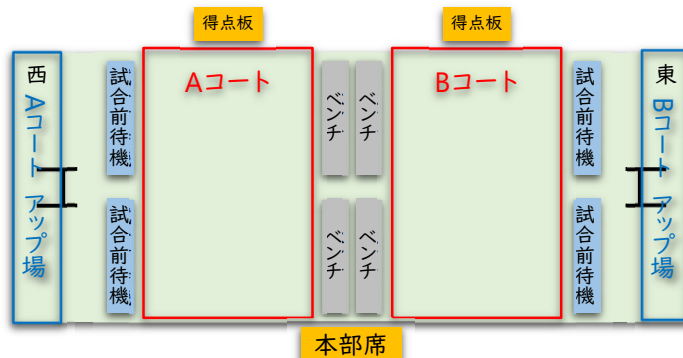 得点板
得点板
西
Aコート アップ場
試合前待機
試合前待機
Aコート
ベンチ
ベンチ
ベンチ
ベンチ
Bコート
試合前待機
試合前待機
東
Bコート アップ場
本部席